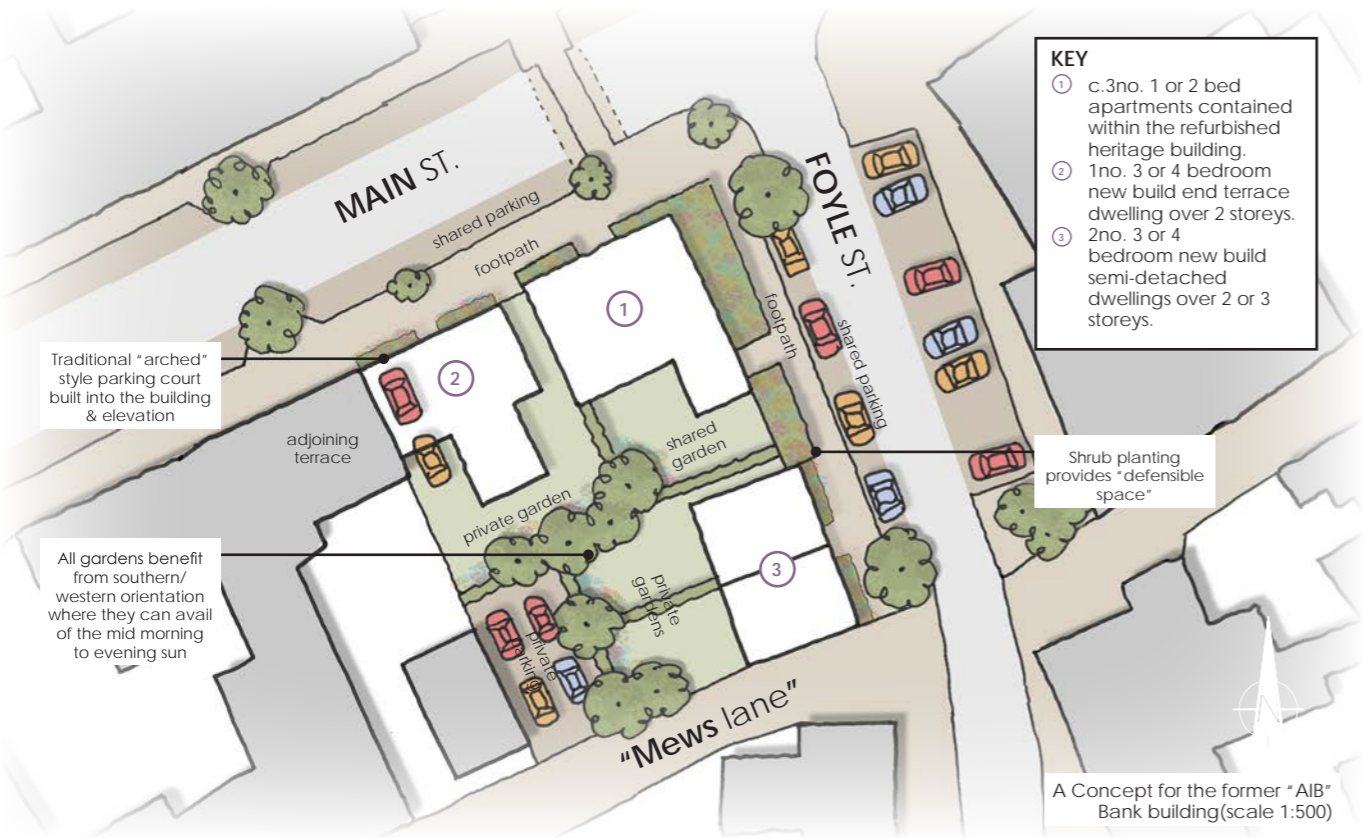 KEY
1 c.3no. 1 or 2 bed
apartments contained
within the refurbished
heritage building.
2 1no. 3 or 4 bedroom
new build end terrace
dwelling over 2 storeys.
3 2no. 3 or 4
bedroom new build
semi-detached
dwellings over 2 or 3
storeys.
MAIN ST.
FOYLE ST.
shared parking
footpath
1
footpath
shared parking
Traditional "arched"
style parking court
built into the building
& elevation
2
adjoining
terrace
shared
garden
Shrub planting
provides "defensible
space"
private garden
All gardens benefit
from southern/
western orientation
where they can avail
of the mid morning
to evening sun
3
private
gardens
private
parking
"Mews lane"
N
A Concept for the former "AIB"
Bank building(scale 1:500)